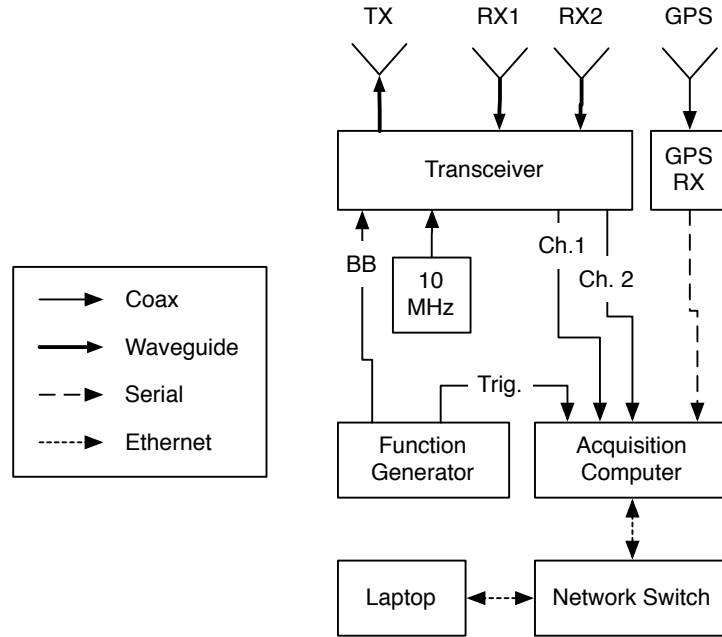 TX
RX1
RX2
GPS
Transceiver
GPS
RX
BB
10
MHz
Ch.1
Ch. 2
Coax
Waveguide
Serial
Ethernet
Trig.
Function
Generator
Acquisition
Computer
Laptop
Network Switch